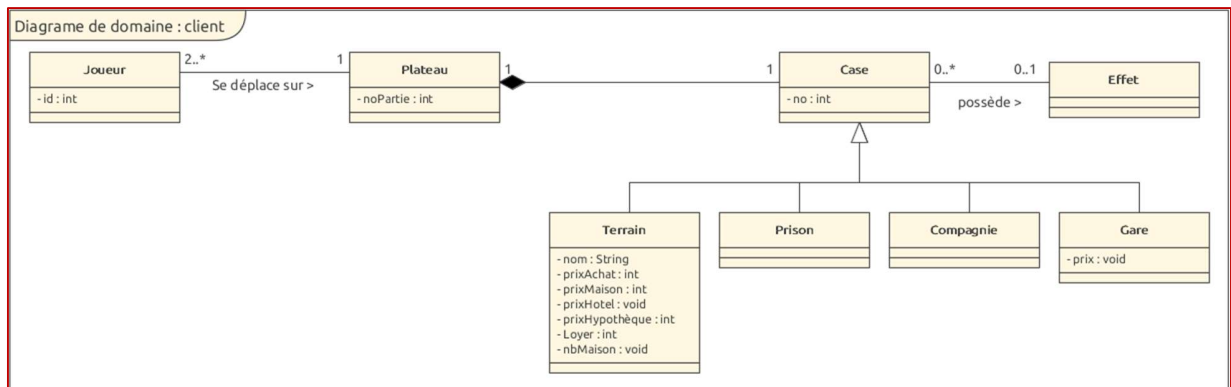 Diagrame de domaine : client
Joueur
- id : int
2..*
1
Se déplace sur >
Plateau
- noPartie : int
1
1
Case
- no : int
0..*
0..1
possède >
Effet
Terrain
- nom : String
- prixAchat : int
- prixMaison : int
- prixHotel : void
- prixHypothèque : int
- Loyer : int
- nbMaison : void
Prison
Compagnie
Gare
- prix : void